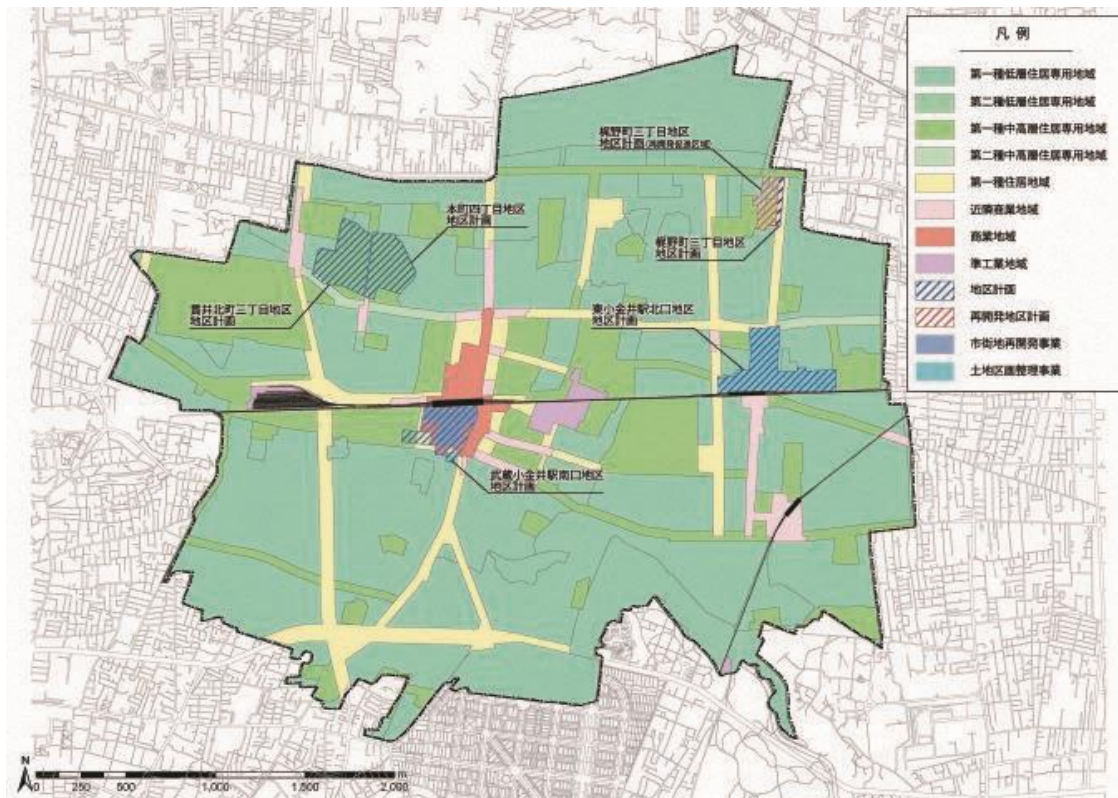 凡例
第一種低層住居専用地域
第二種低層住居専用地域
第一種中高層住居専用地域
第二種中高層住居専用地域
第一種住居地域
近隣商業地域
商業地域
準工業地域
地区計画
再開発地区計画
市街地再開発事業
土地区画整理事業
梶野町三丁目地区
地区計画(再開発促進区域)
本町四丁目地区
地区計画
梶野町三丁目地区
地区計画
貫井北町三丁目地区
地区計画
東小金井駅北口地区
地区計画
武蔵小金井駅南口地区
地区計画
N
0 250 500 1,000 1,500 2,000 m